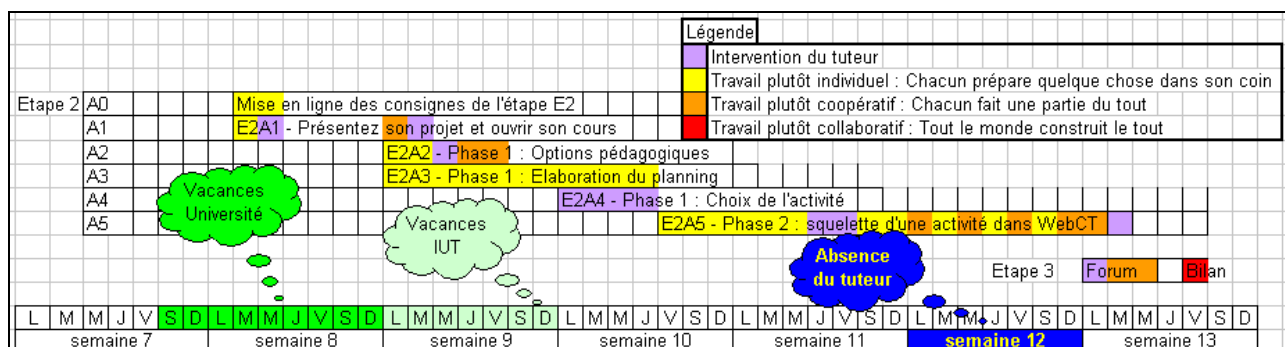 Légende
Intervention du tuteur
Travail plutôt individuel : Chacun prépare quelque chose dans son coin
Etape 2 A0 Mise en ligne des consignes de l'étape E2
Travail plutôt coopératif : Chacun fait une partie du tout
A1 E2A1 - Présentez son projet et ouvrir son cours
Travail plutôt collaboratif : Tout le monde construit le tout
A2 E2A2 - Phase 1 : Options pédagogiques
A3 E2A3 - Phase 1 : Elaboration du planning
A4 E2A4 - Phase 1 : Choix de l'activité
A5 E2A5 - Phase 2 : squelette d'une activité dans WebCT
Vacances
Université
Vacances
IUT
Absence
du tuteur
Etape 3 Forum Bilan
L M M J V S D L M M J V S D L M M J V S D L M M J V S D L M M J V S D L M M J V S D L M M J V S D
semaine 7 semaine 8 semaine 9 semaine 10 semaine 11 semaine 12 semaine 13